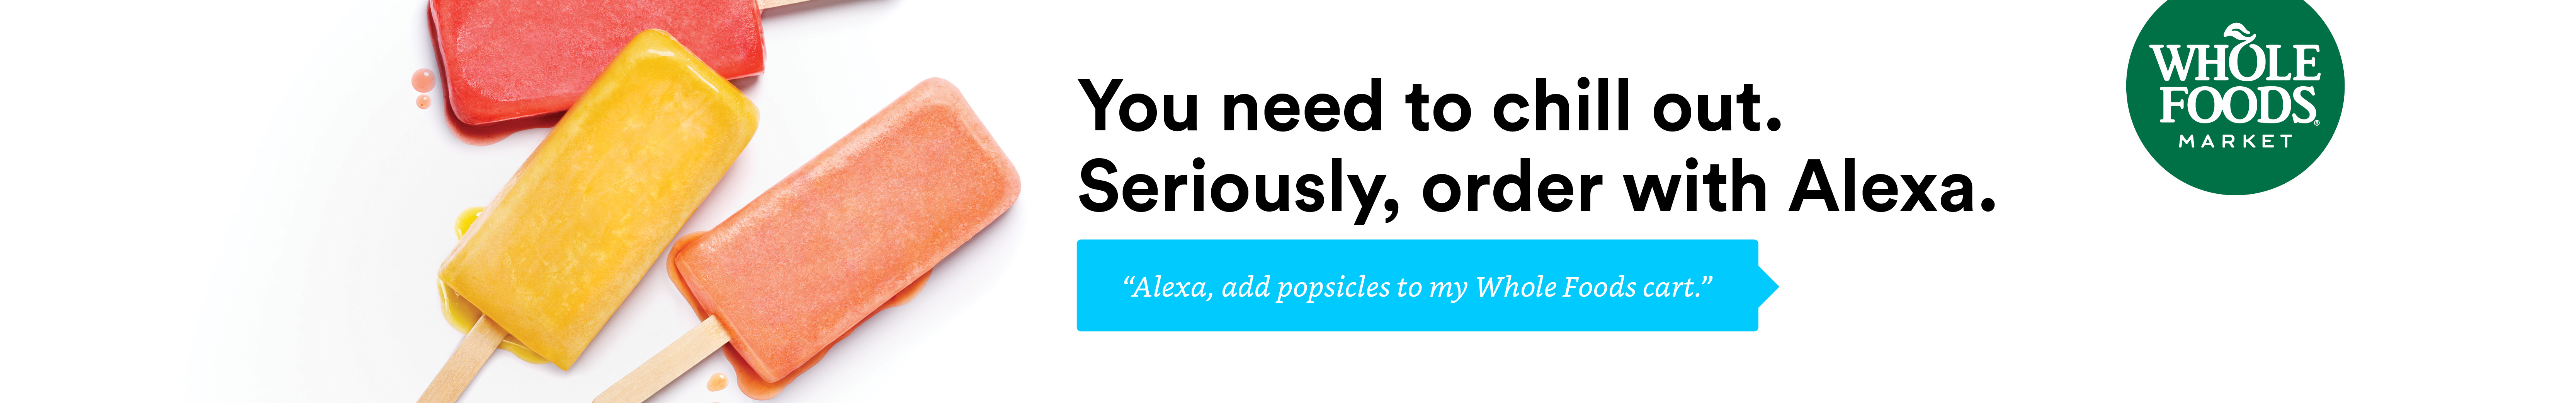 You need to chill out.
Seriously, order with Alexa.
“Alexa, add popsicles to my Whole Foods cart.”
WHOLE
FOODS®
MARKET